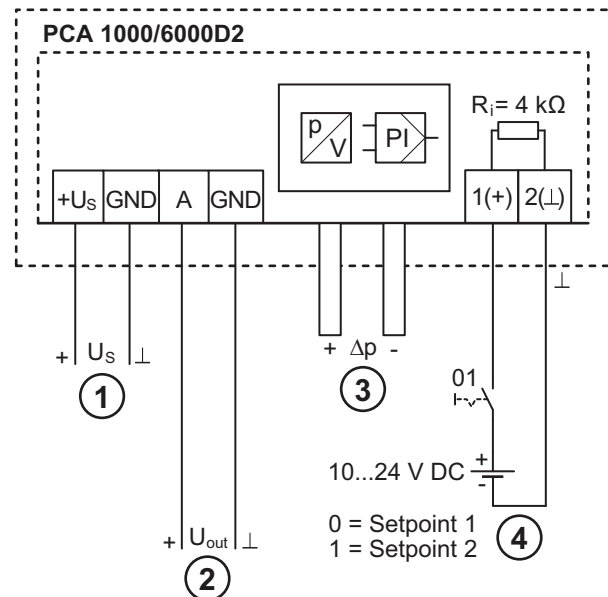 PCA 1000/6000D2
Rᵢ= 4 kΩ
p
V
PI
+Uₛ GND A GND
1(+) 2(⊥)
⊥
+ Uₛ ⊥
1
+ Δp -
3
01
10...24 V DC
+
-
0 = Setpoint 1
1 = Setpoint 2
4
+ Uout ⊥
2